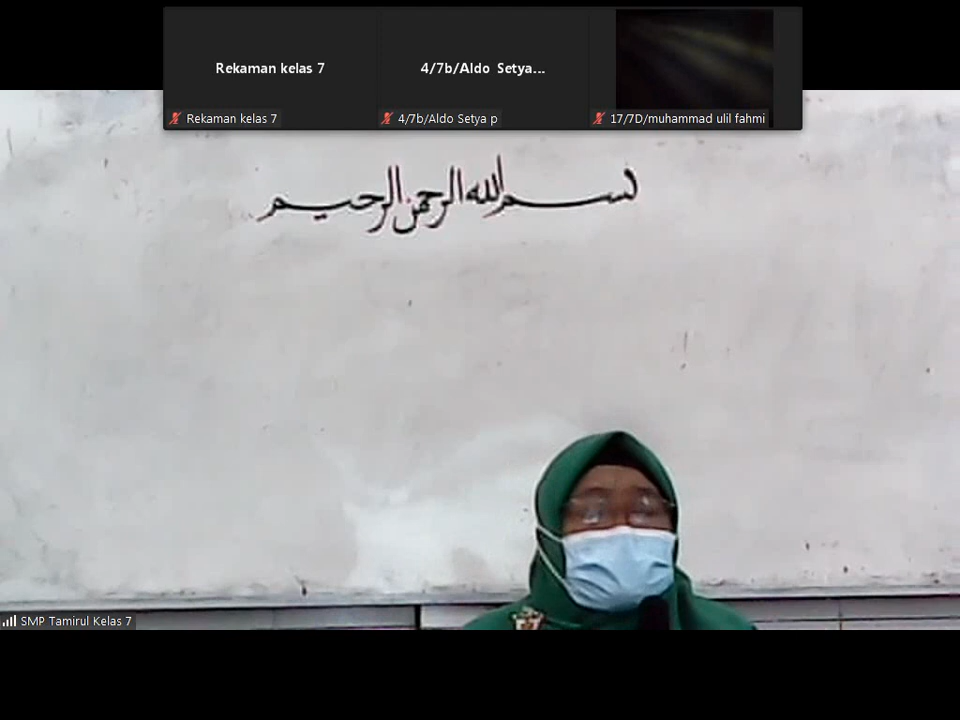 Rekaman kelas 7
4/7b/Aldo Setya...
Rekaman kelas 7
4/7b/Aldo Setya p
17/7D/muhammad ulil fahmi
بسم الله الرحمن الرحيم
SMP Tamirul Kelas 7